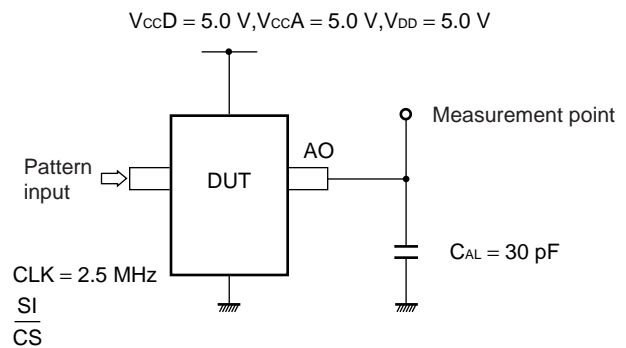 VCCD = 5.0 V,VCCA = 5.0 V,VDD = 5.0 V
Measurement point
AO
Pattern
input
DUT
CAL = 30 pF
CLK = 2.5 MHz
SI
CS